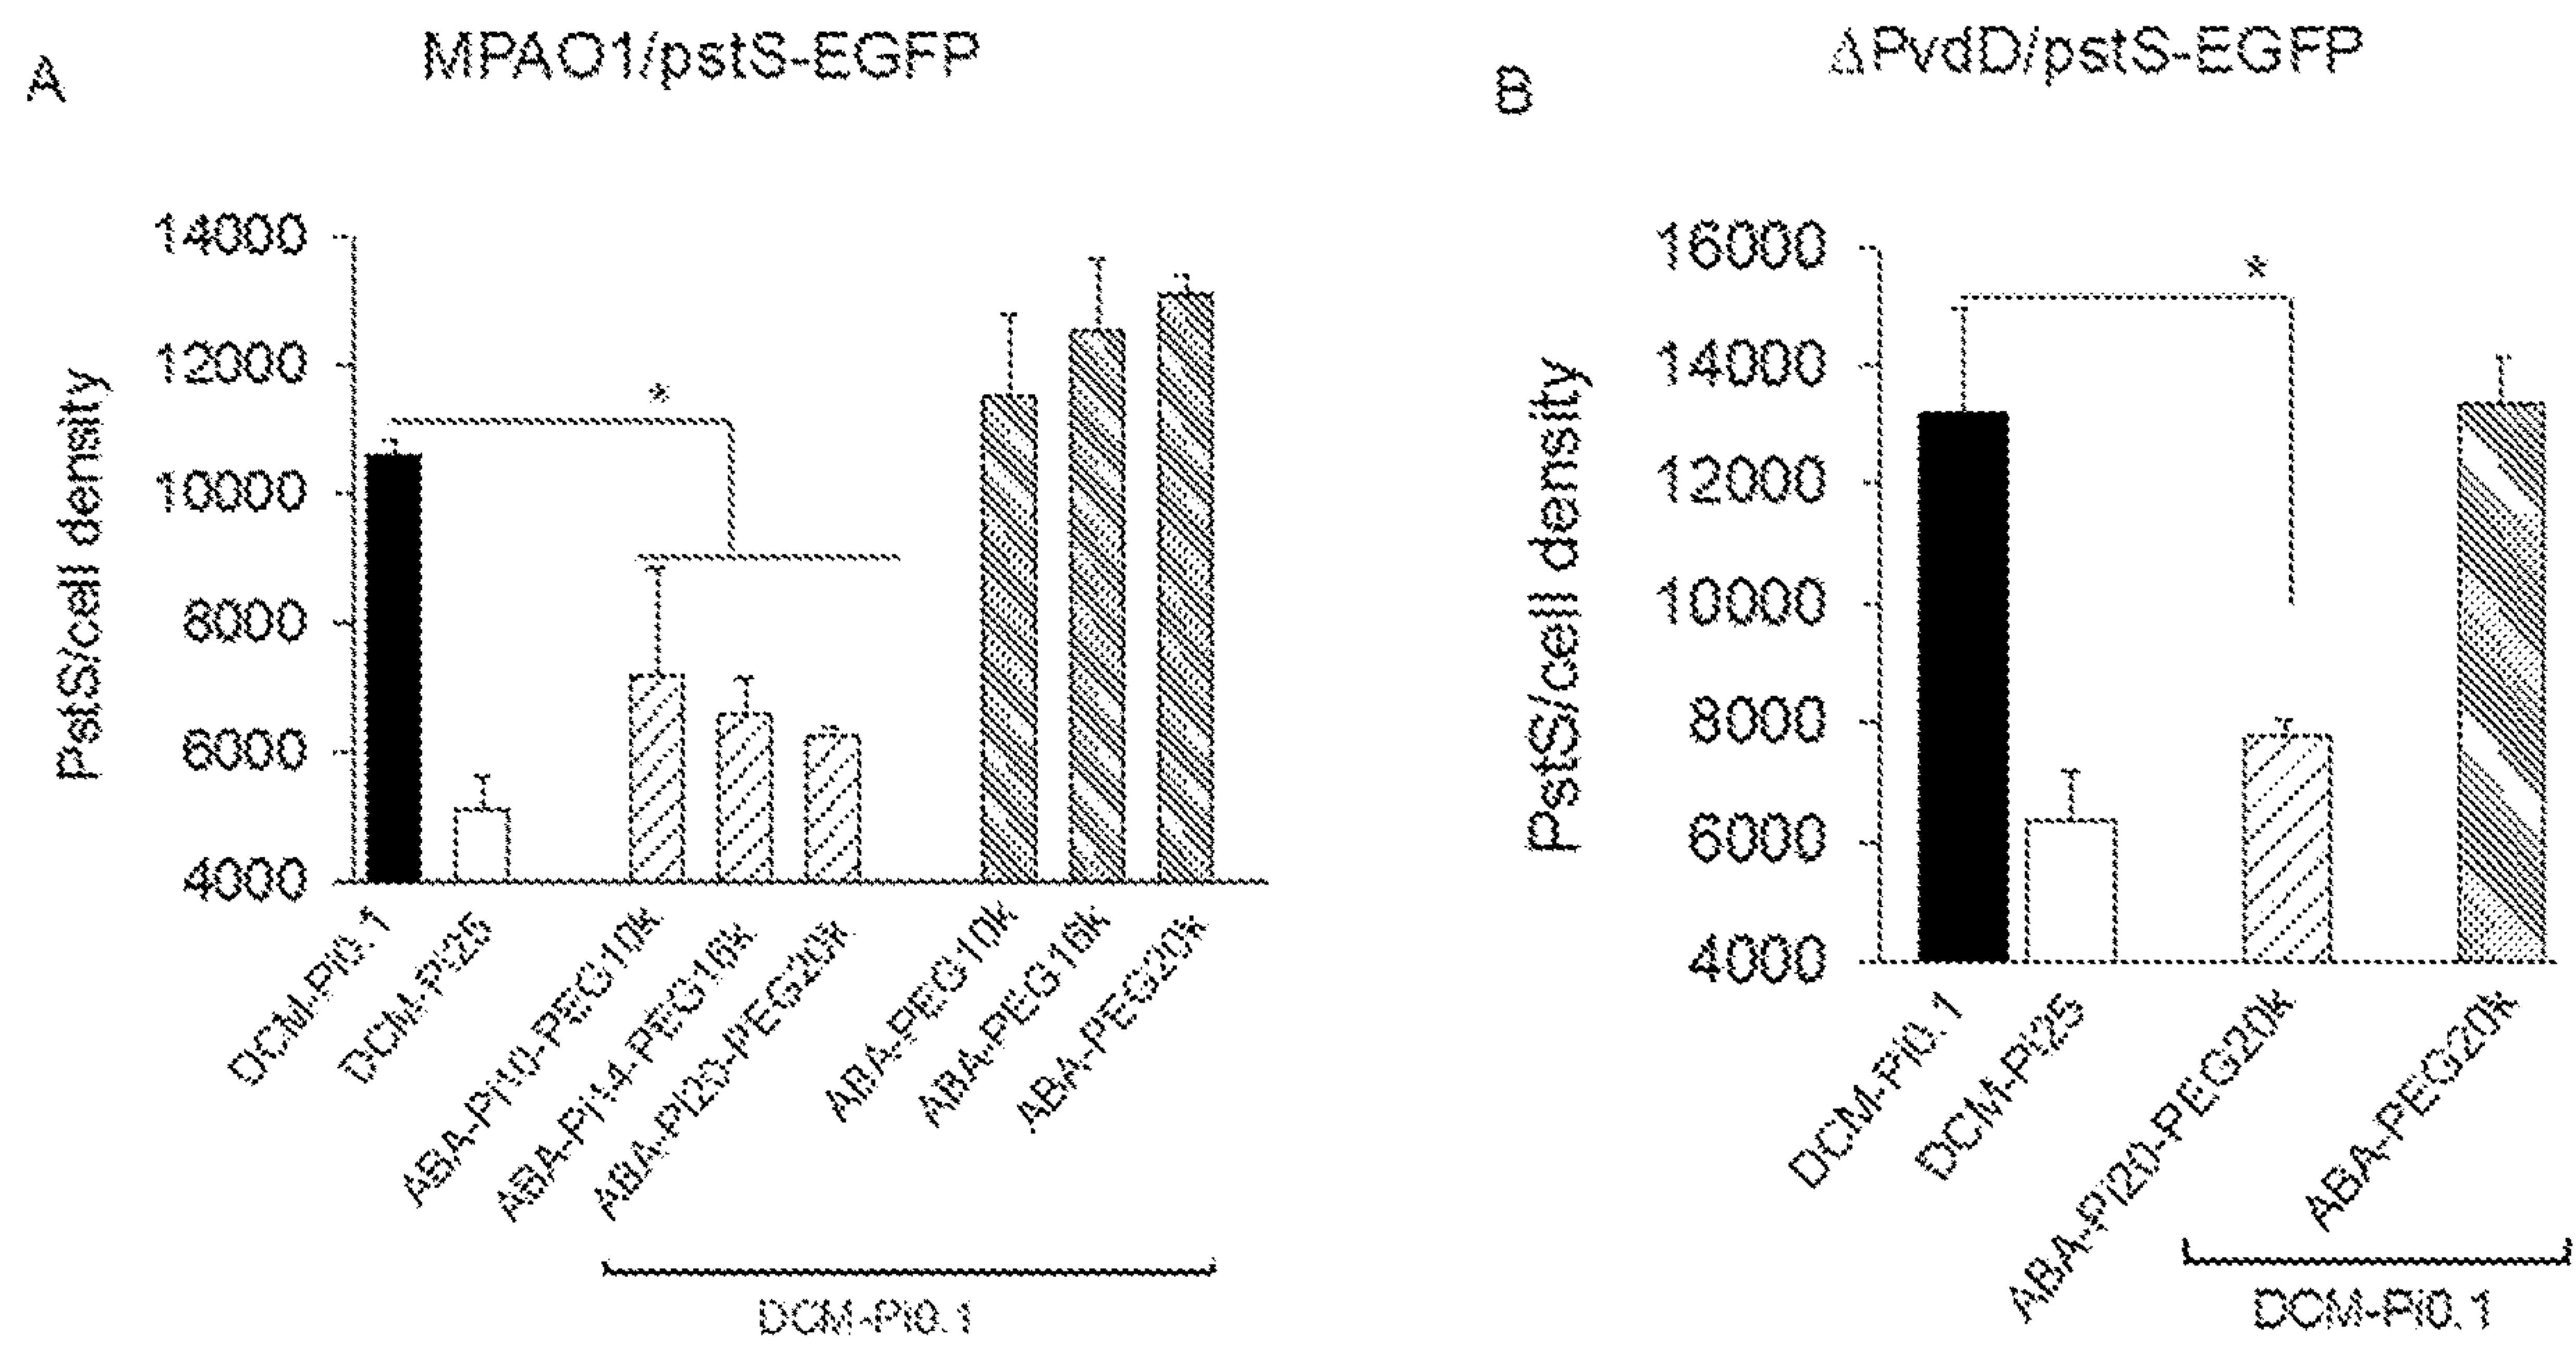 A
MPAO1/pstS-EGFP
PstS/cell density
14000
12000
10000
8000
6000
4000
*
DCM-Pi0.1
DCM-Pi25
ABA-Pi10-PEG10k
ABA-Pi14-PEG16k
ABA-Pi20-PEG20k
ABA-PEG10k
ABA-PEG16k
ABA-PEG20k
DCM-Pi0.1
B
ΔPvdD/pstS-EGFP
PstS/cell density
16000
14000
12000
10000
8000
6000
4000
*
DCM-Pi0.1
DCM-Pi25
ABA-Pi20-PEG20k
ABA-PEG20k
DCM-Pi0.1